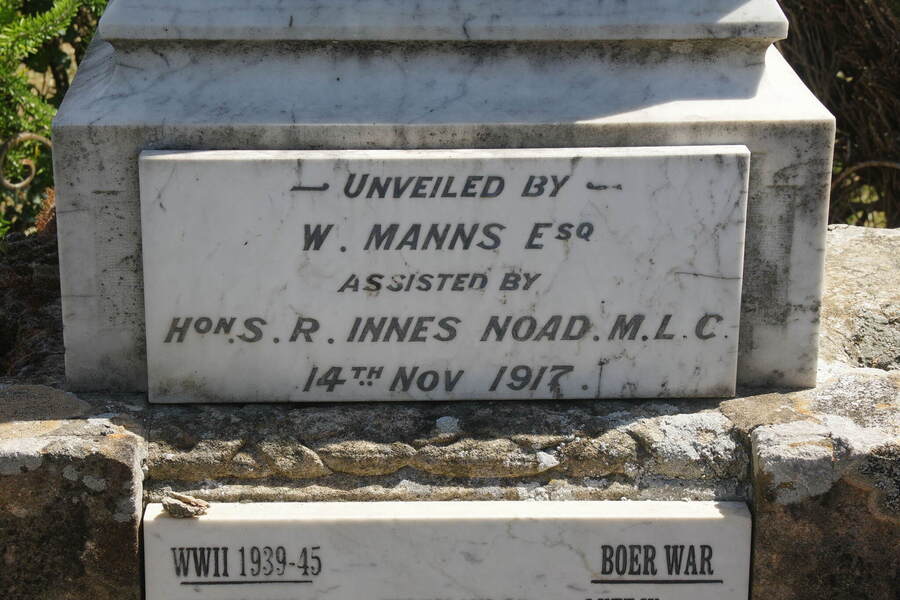 — UNVEILED BY —
W. MANNS ESQ
ASSISTED BY
HON. S. R. INNES NOAD. M. L. C.
14TH NOV 1917.
WWII 1939-45 BOER WAR